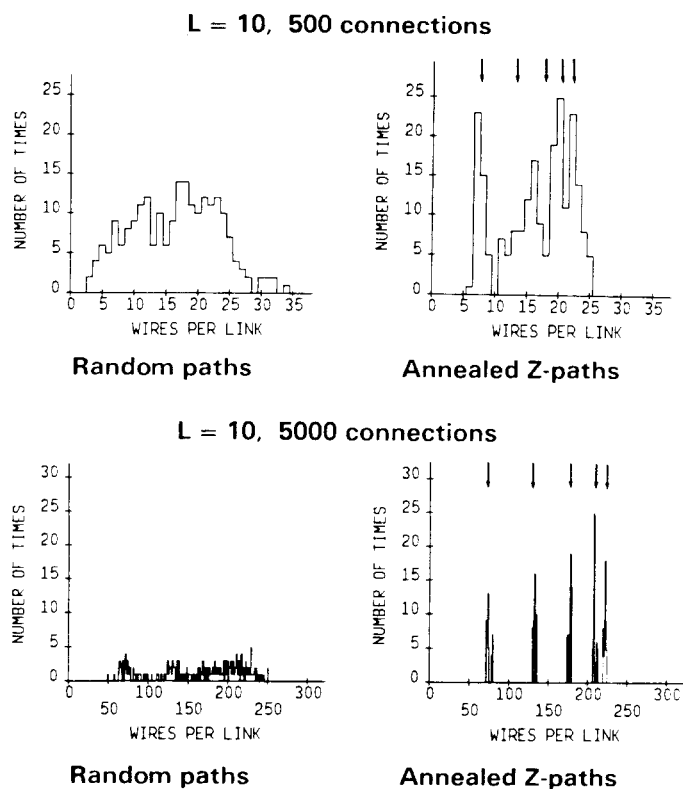 L = 10, 500 connections
NUMBER OF TIMES
25
20
15
10
5
0
0 5 10 15 20 25 30 35
WIRES PER LINK
Random paths
NUMBER OF TIMES
25
20
15
10
5
0
0 5 10 15 20 25 30 35
WIRES PER LINK
Annealed Z-paths
L = 10, 5000 connections
NUMBER OF TIMES
30
25
20
15
10
5
0
0 100 200 300
50 150 250
WIRES PER LINK
Random paths
NUMBER OF TIMES
30
25
20
15
10
5
0
0 100 200 300
50 150 250
WIRES PER LINK
Annealed Z-paths